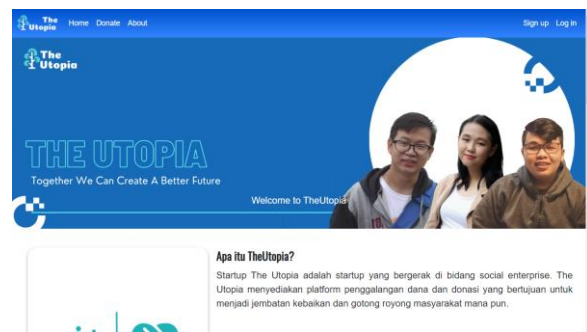 The Utopia Home Donate About Sign up Log in
The
Utopia
THE UTOPIA
Together We Can Create A Better Future
Welcome to TheUtopia
Apa itu TheUtopia?
Startup The Utopia adalah startup yang bergerak di bidang social enterprise. The
Utopia menyediakan platform penggalangan dana dan donasi yang bertujuan untuk
menjadi jembatan kebaikan dan gotong royong masyarakat mana pun.